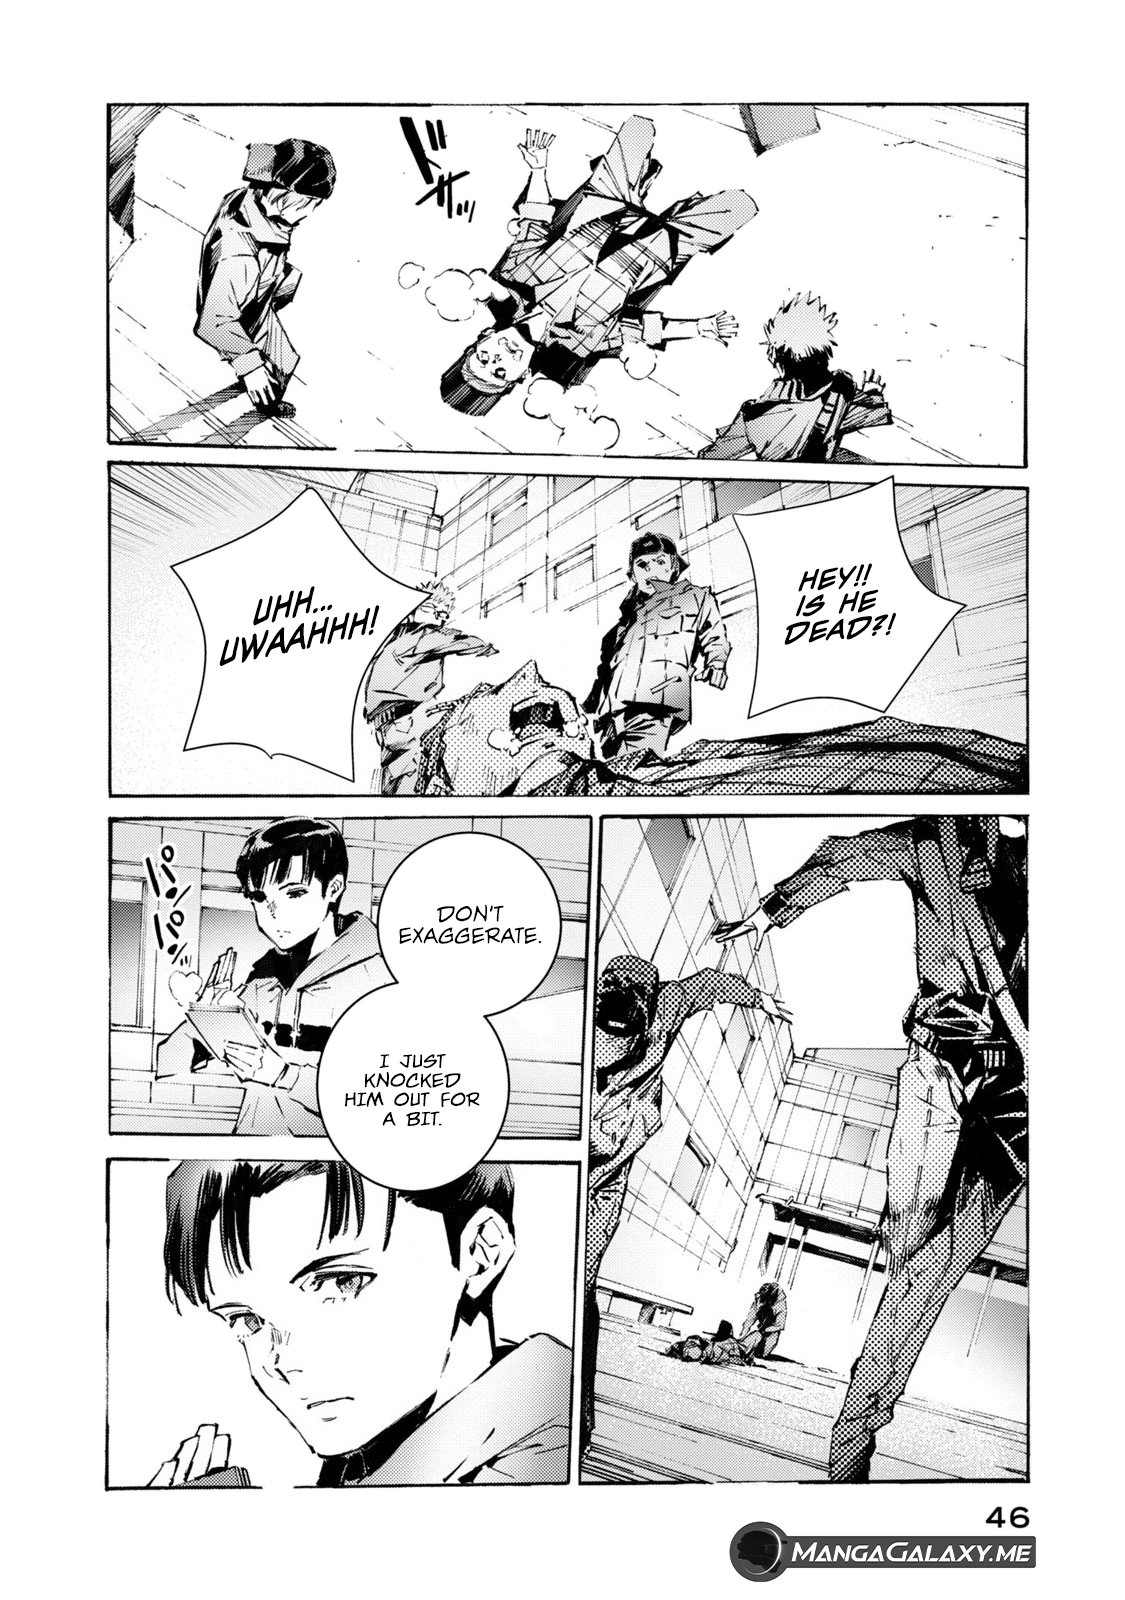 ドサッ
HEY!!
IS HE
DEAD?!
UHH...
UWAAHHH!
DON'T
EXAGGERATE.
I JUST
KNOCKED
HIM OUT FOR
A BIT.
パンパン
46
MANGAGALAXY.ME